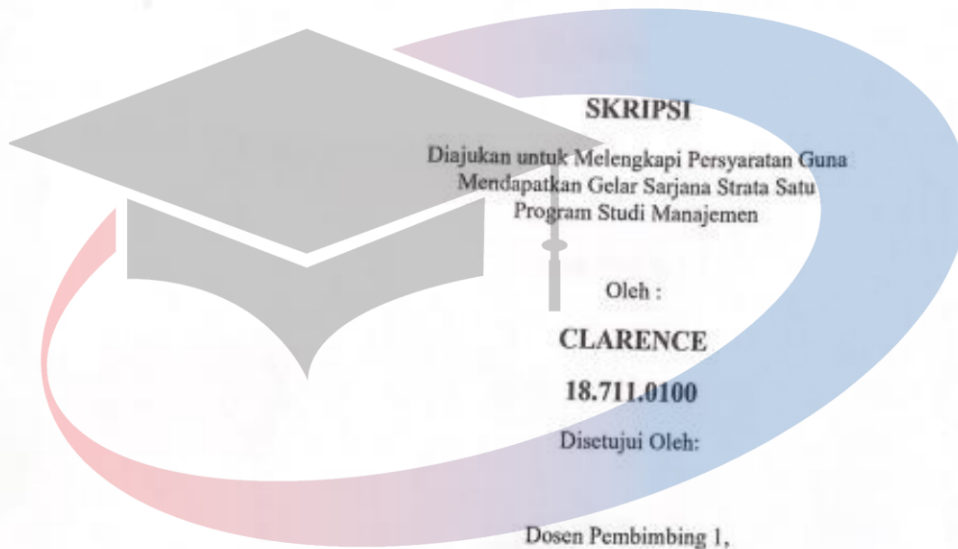 SKRIPSI
Diajukan untuk Melengkapi Persyaratan Guna
Mendapatkan Gelar Sarjana Strata Satu
Program Studi Manajemen
Oleh :
CLARENCE
18.711.0100
Disetujui Oleh:
Dosen Pembimbing 1,